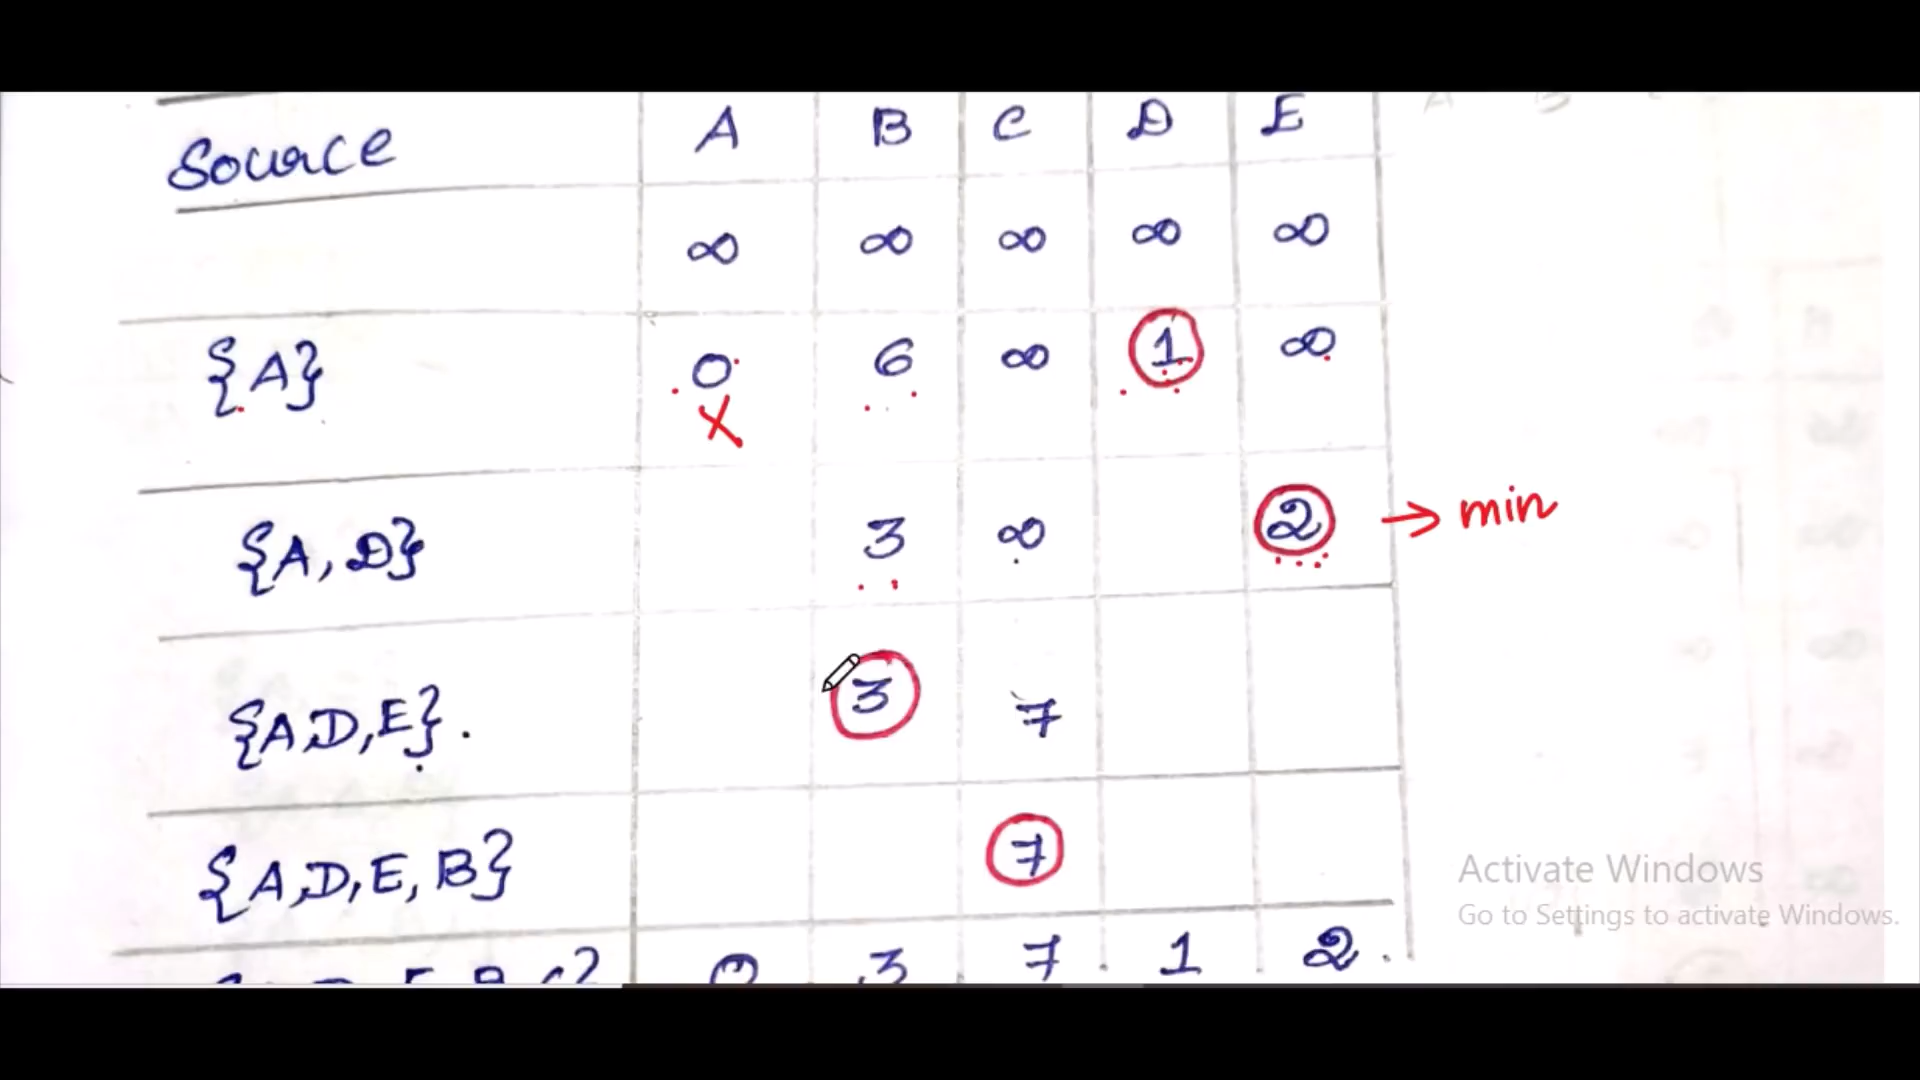 Source A B C D E
∞ ∞ ∞ ∞ ∞
{A} 0 6 ∞ 1 ∞
X
{A, D} 3 ∞ 2 → min
{A,D,E}. 3 7
{A,D,E,B} 7
0 3 7 1 2.
Activate Windows
Go to Settings to activate Windows.